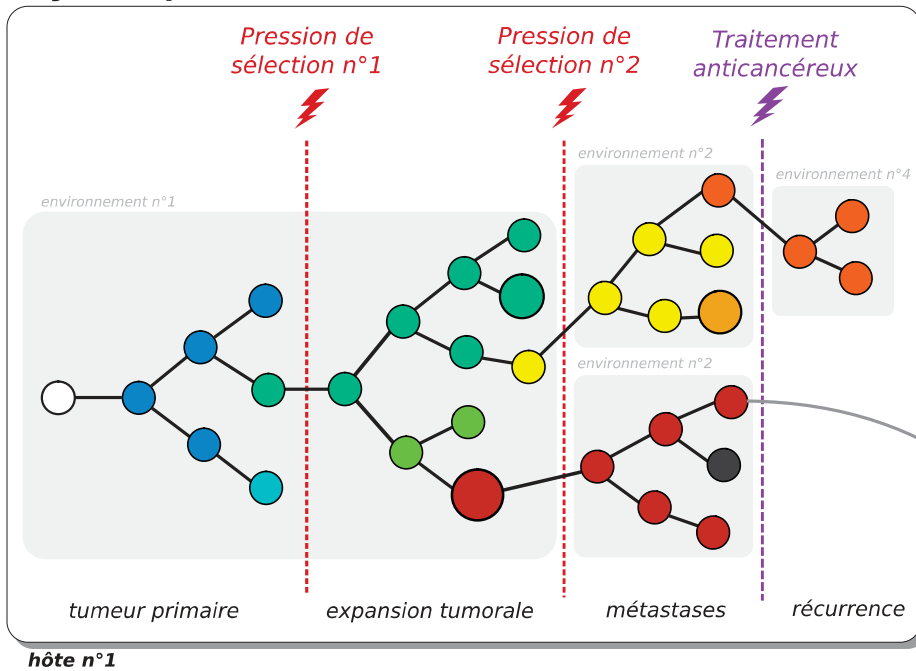 Pression de
sélection n°1
Pression de
sélection n°2
Traitement
anticancéreux
environnement n°1
environnement n°2
environnement n°4
environnement n°2
tumeur primaire
expansion tumorale
métastases
récurrence
hôte n°1